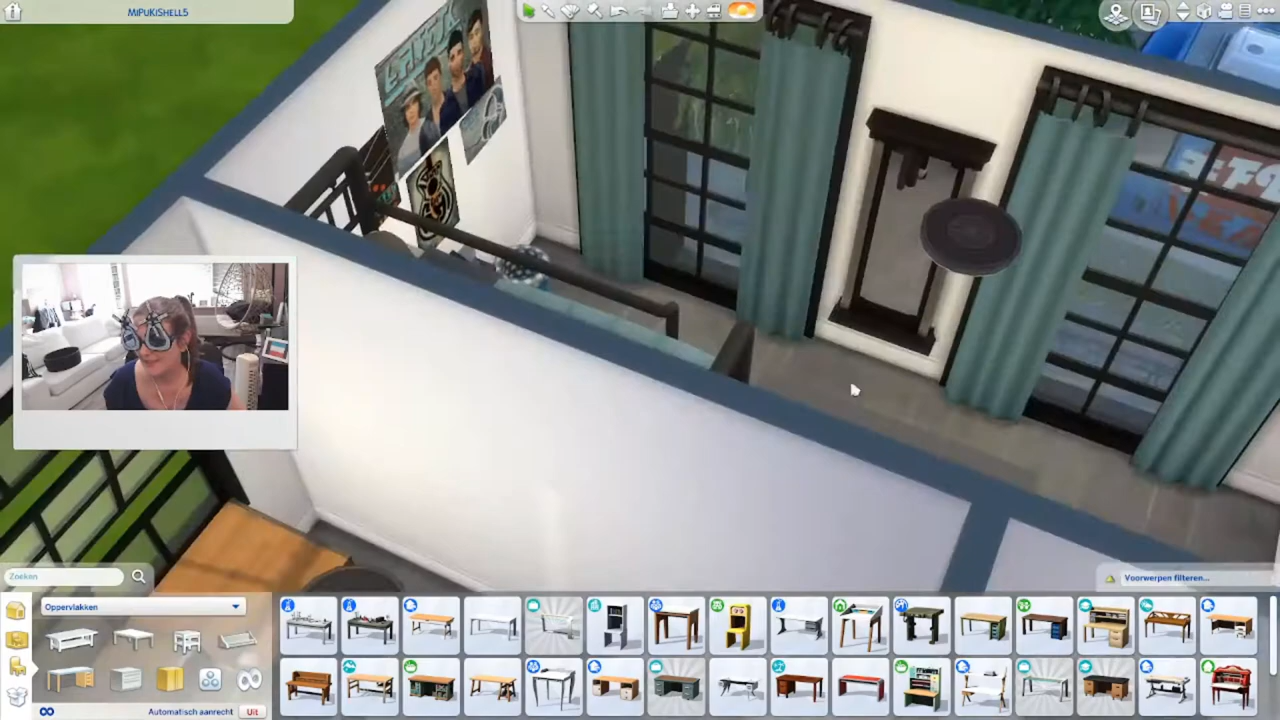 MiPuKiShell5
Zoeken
Voorwerpen filteren...
Oppervlakken
Automatisch aanrecht
Uit